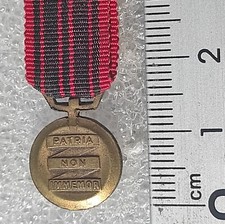 PATRIA
NON
IMMEMOR
2
1
cm